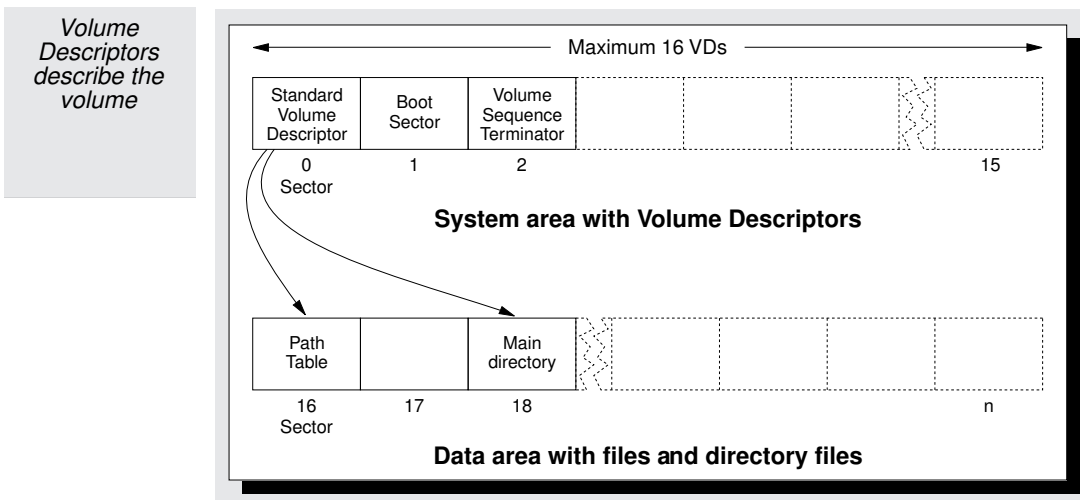 Volume
Descriptors
describe the
volume
Maximum 16 VDs
Standard
Volume
Descriptor
Boot
Sector
Volume
Sequence
Terminator
0
Sector
1
2
15
System area with Volume Descriptors
Path
Table
Main
directory
16
Sector
17
18
n
Data area with files and directory files